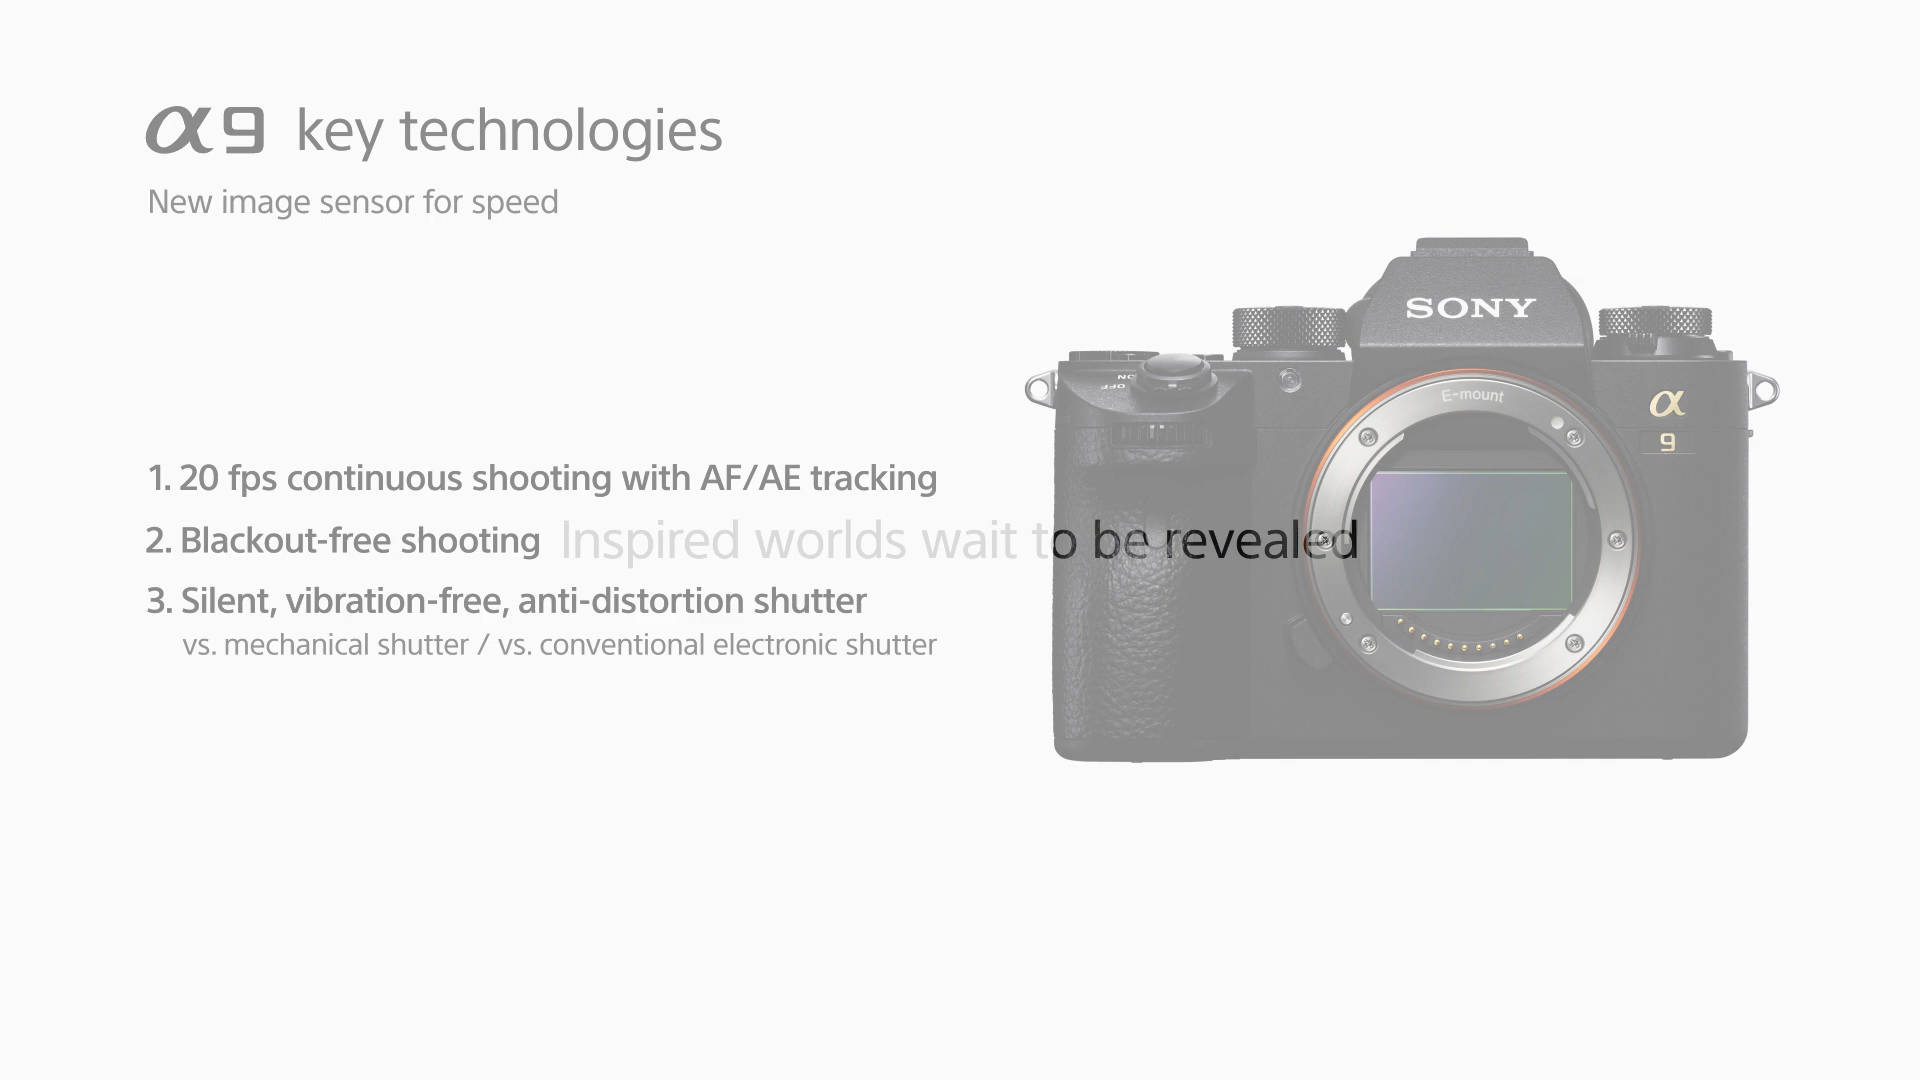 α9 key technologies
New image sensor for speed
1. 20 fps continuous shooting with AF/AE tracking
2. Blackout-free shooting
Inspired worlds wait to be revealed
3. Silent, vibration-free, anti-distortion shutter
vs. mechanical shutter / vs. conventional electronic shutter
SONY
ON
OFF
E-mount
α
9